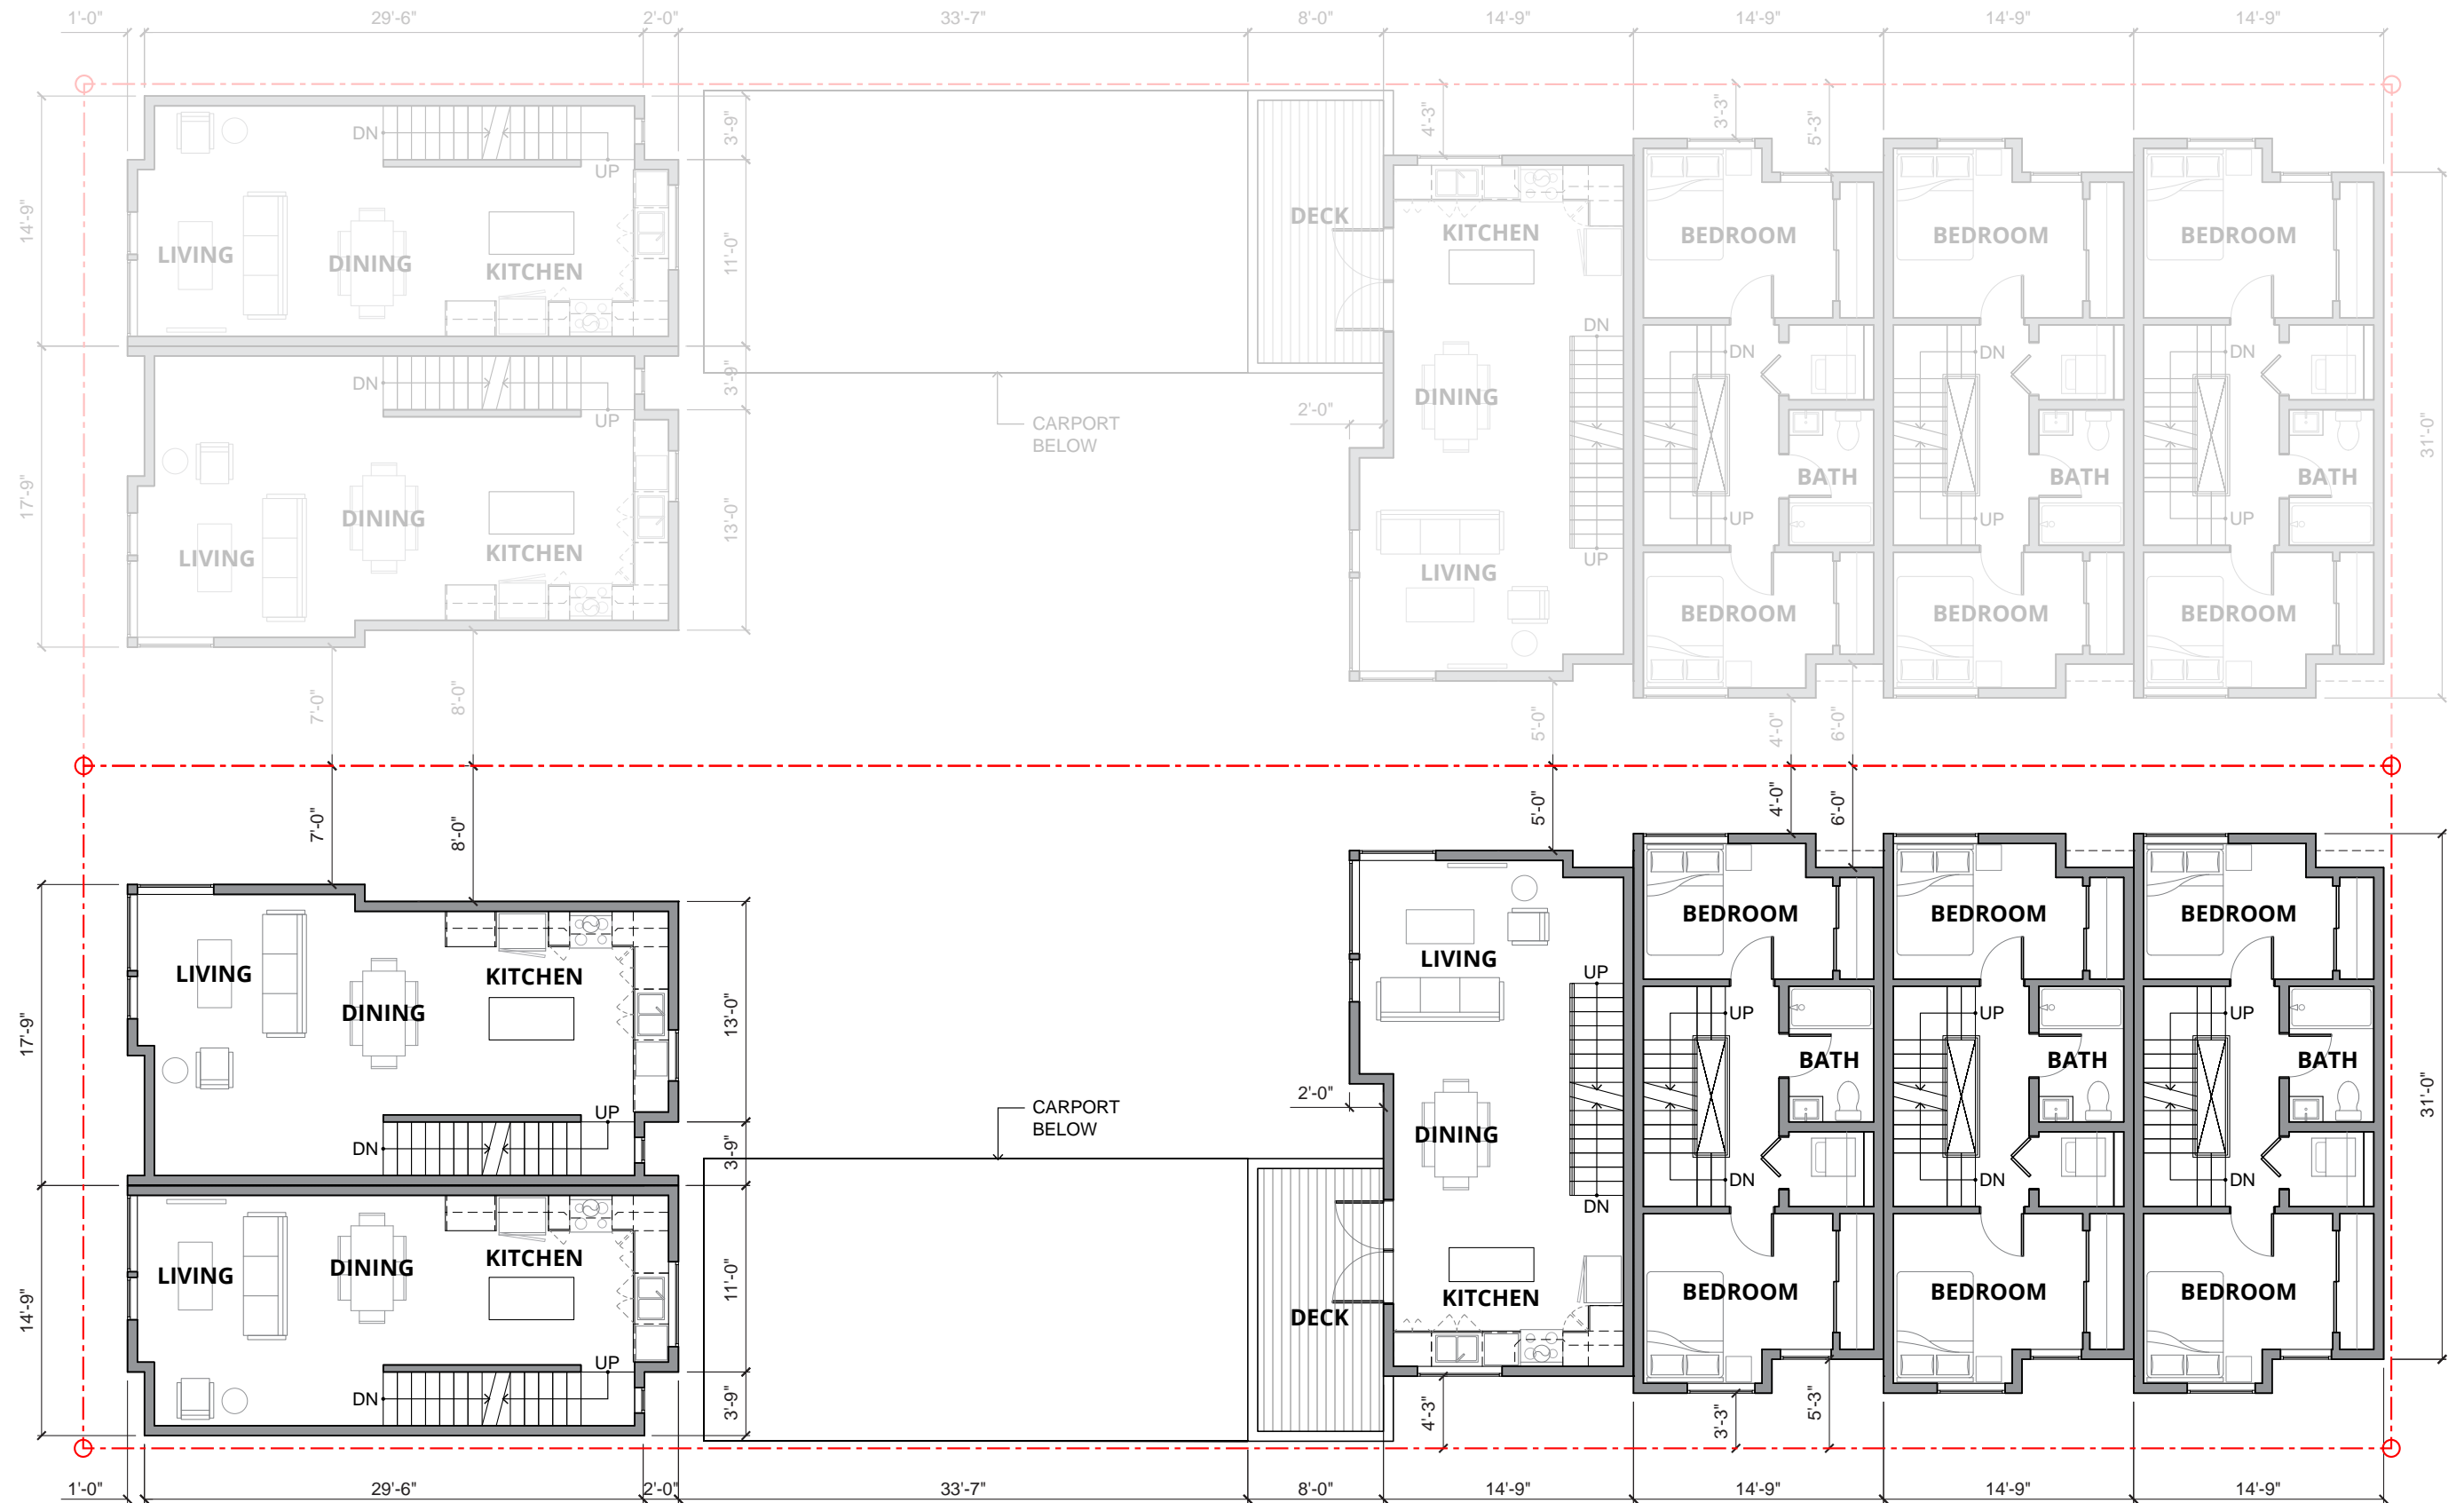 1'-0" 29'-6" 2'-0" 33'-7" 8'-0" 14'-9" 14'-9" 14'-9" 14'-9"
3'-9" 4'-3" 3'-3" 5'-3"
DN
UP
14'-9" 11'-0" 31'-0"
LIVING DINING KITCHEN DECK KITCHEN BEDROOM BEDROOM BEDROOM
DN
DN DN DN
DN 3'-9"
UP
DINING
2'-0"
CARPORT
BELOW
17'-9" 13'-0"
BATH BATH BATH
DINING
UP UP UP
LIVING KITCHEN
UP
LIVING
BEDROOM BEDROOM BEDROOM
7'-0" 8'-0" 5'-0" 4'-0" 6'-0"
7'-0" 8'-0" 5'-0" 4'-0" 6'-0"
BEDROOM BEDROOM BEDROOM
LIVING KITCHEN LIVING
UP
17'-9" DINING 13'-0"
UP UP UP
BATH BATH BATH
2'-0"
CARPORT
BELOW
31'-0"
UP
DINING
DN 3'-9"
DN DN DN
DN
LIVING DINING KITCHEN
14'-9" 11'-0"
DECK KITCHEN BEDROOM BEDROOM BEDROOM
UP
DN 3'-9" 4'-3" 3'-3" 5'-3"
1'-0" 29'-6" 2'-0" 33'-7" 8'-0" 14'-9" 14'-9" 14'-9" 14'-9"